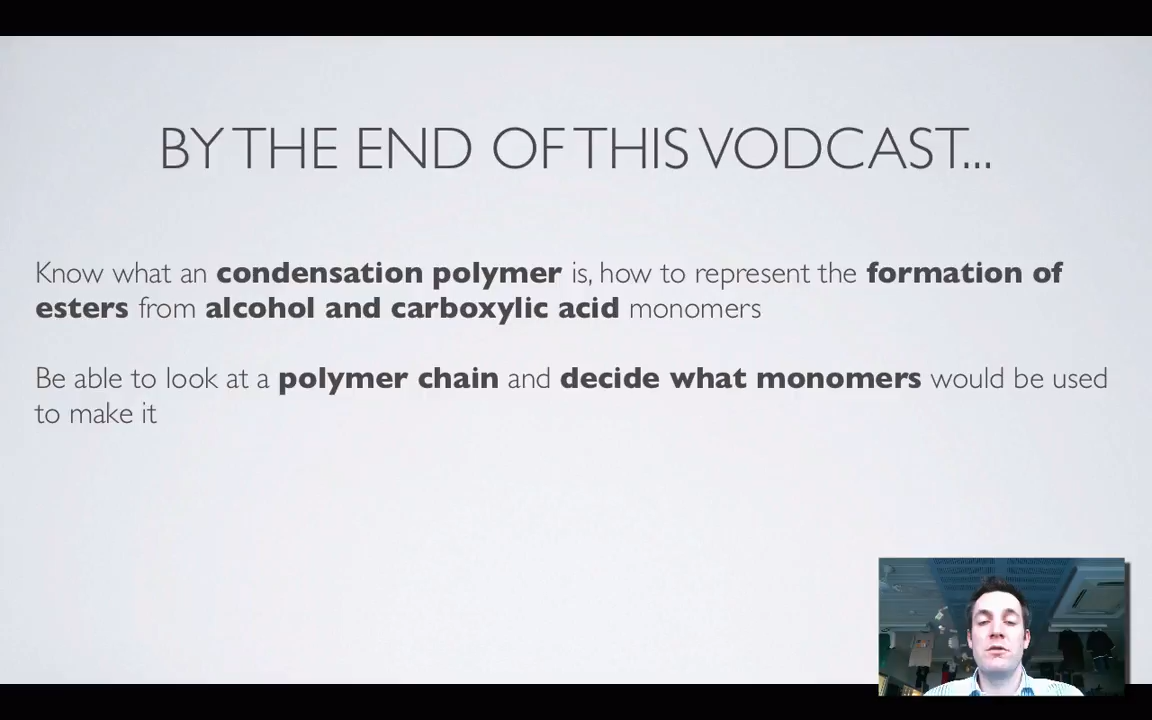 BY THE END OF THIS VODCAST...
Know what an condensation polymer is, how to represent the formation of
esters from alcohol and carboxylic acid monomers
Be able to look at a polymer chain and decide what monomers would be used
to make it